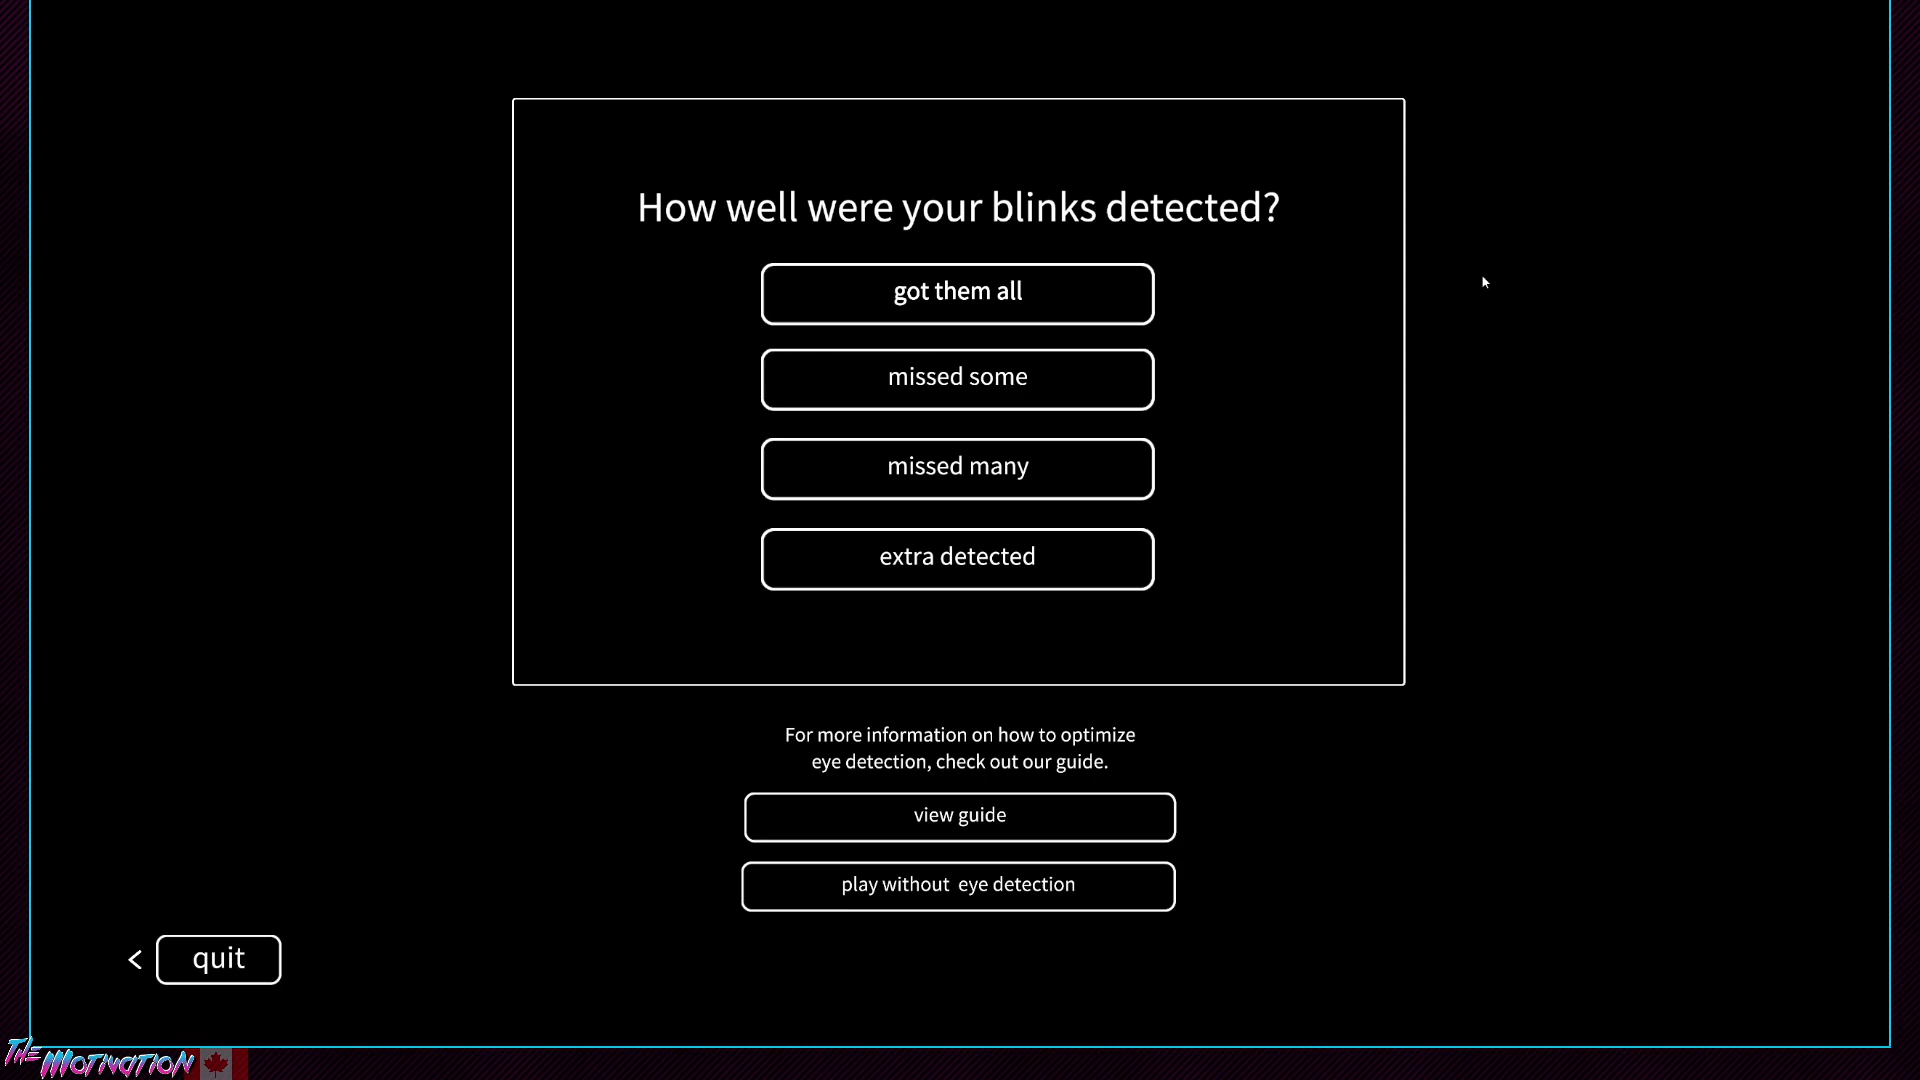 How well were your blinks detected?
got them all
missed some
missed many
extra detected
For more information on how to optimize
eye detection, check out our guide.
view guide
play without eye detection
< quit
THE MOTIVATION